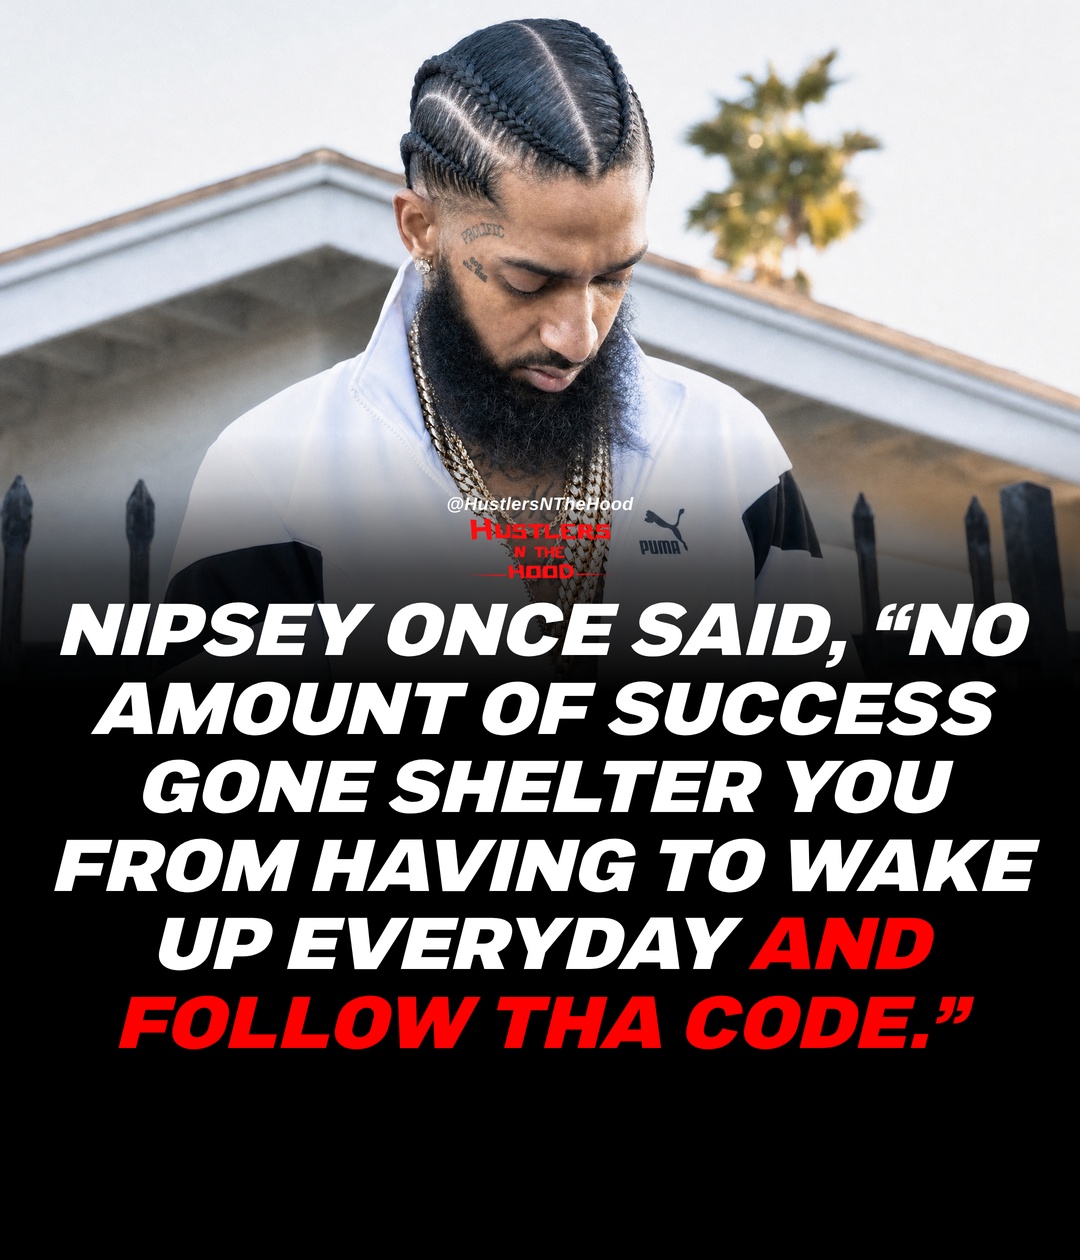 PROLIFIC
@HustlersNTheHood
HUSTLERS
N THE
HOOD
PUMA
NIPSEY ONCE SAID, “NO
AMOUNT OF SUCCESS
GONE SHELTER YOU
FROM HAVING TO WAKE
UP EVERYDAY AND
FOLLOW THA CODE.”